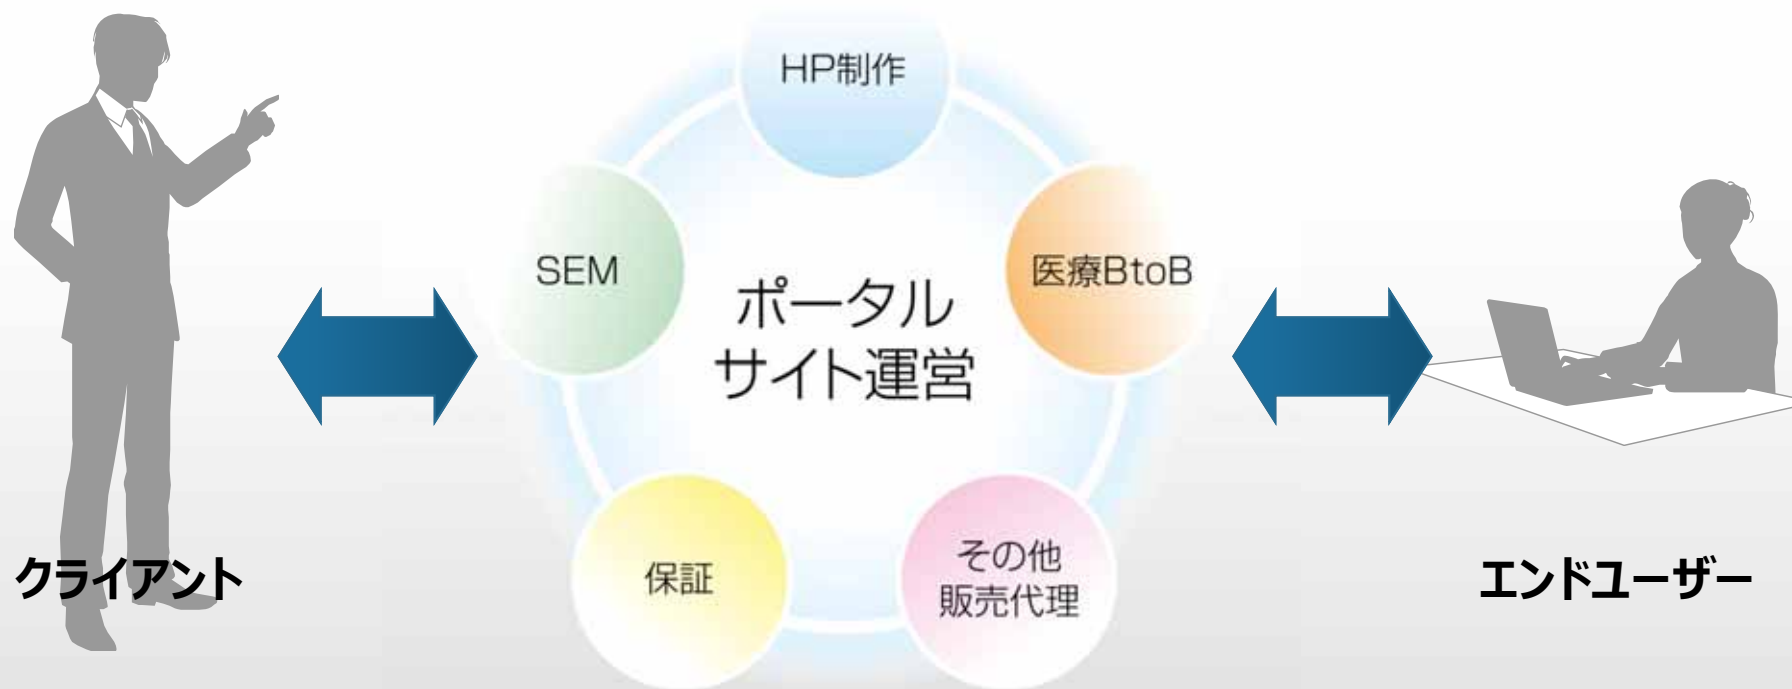 HP制作
SEM
医療BtoB
ポータル
サイト運営
保証
その他
販売代理
クライアント
エンドユーザー